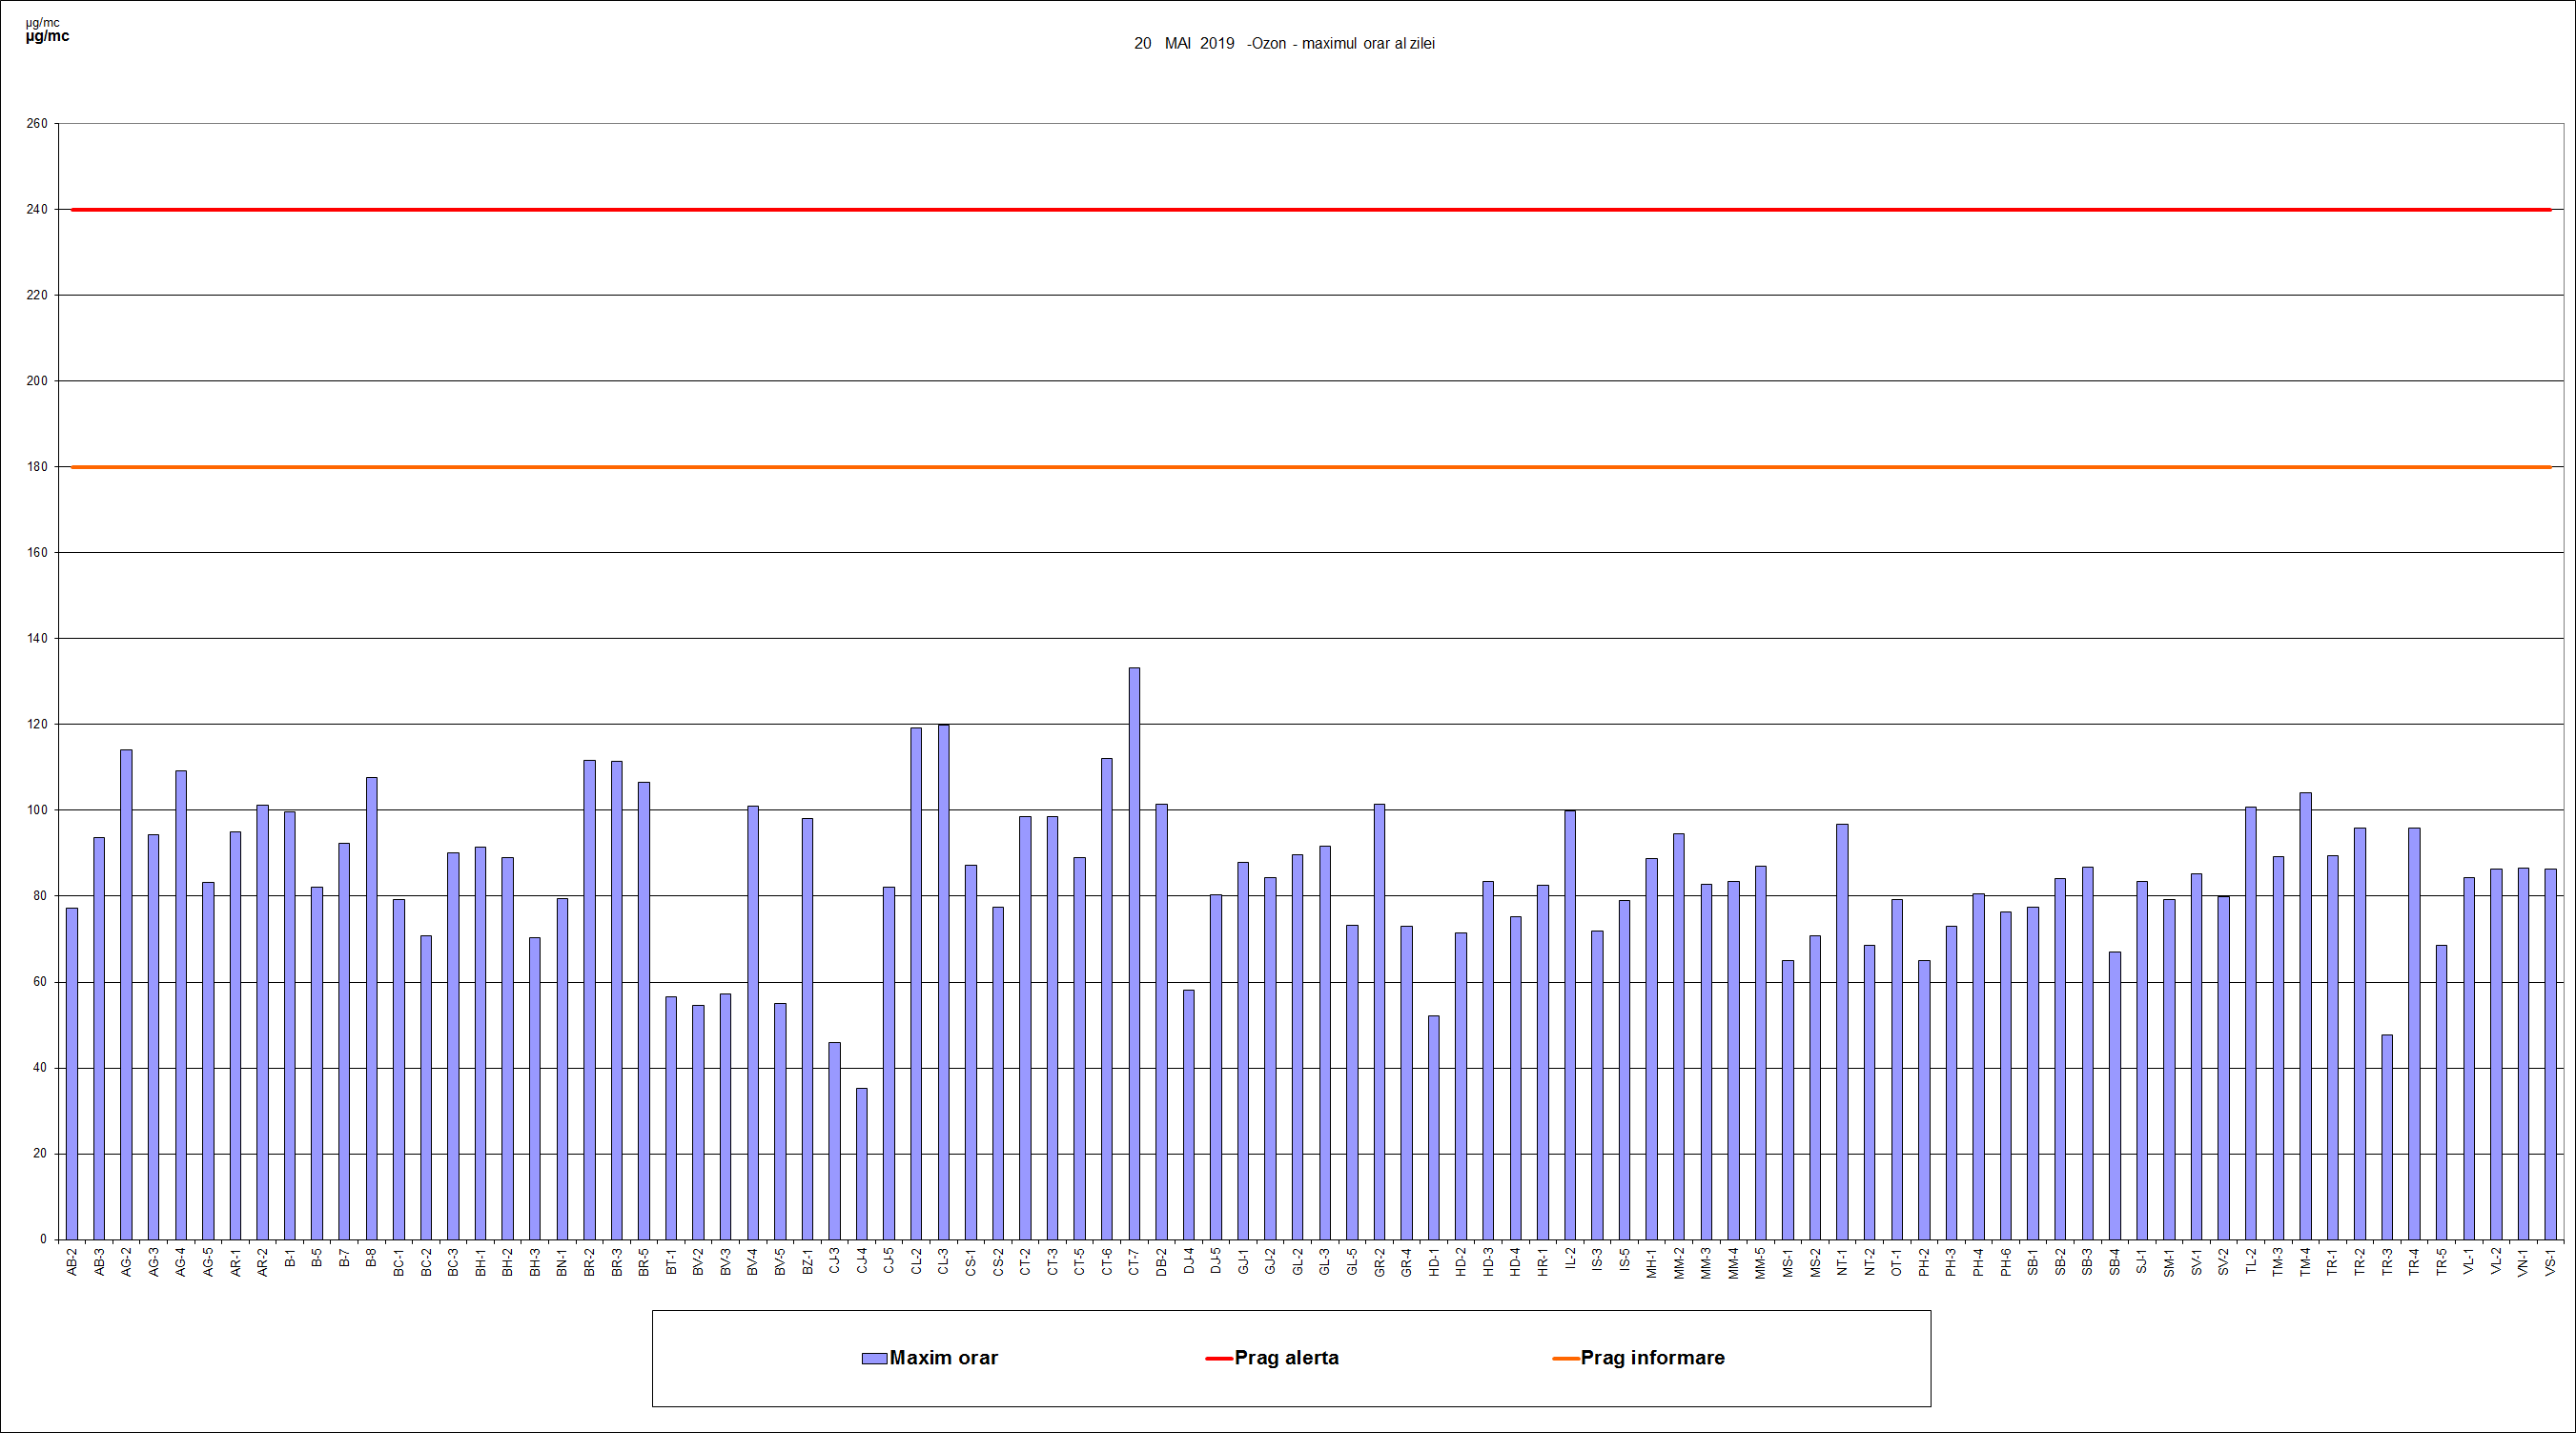 µg/mc
µg/mc
20 MAI 2019 -Ozon - maximul orar al zilei
260
240
220
200
180
160
140
120
100
80
60
40
20
0
AB-2 AB-3 AG-2 AG-3 AG-4 AG-5 AR-1 AR-2 B-1 B-5 B-7 B-8 BC-1 BC-2 BC-3 BH-1 BH-2 BH-3 BN-1 BR-2 BR-3 BR-5 BT-1 BV-2 BV-3 BV-4 BV-5 BZ-1 CJ-3 CJ-4 CJ-5 CL-2 CL-3 CS-1 CS-2 CT-2 CT-3 CT-5 CT-6 CT-7 DB-2 DJ-4 DJ-5 GJ-1 GJ-2 GL-2 GL-3 GL-5 GR-2 GR-4 HD-1 HD-2 HD-3 HD-4 HR-1 IL-2 IS-3 IS-5 MH-1 MM-2 MM-3 MM-4 MM-5 MS-1 MS-2 NT-1 NT-2 OT-1 PH-2 PH-3 PH-4 PH-6 SB-1 SB-2 SB-3 SB-4 SJ-1 SM-1 SV-1 SV-2 TL-2 TM-3 TM-4 TR-1 TR-2 TR-3 TR-4 TR-5 VL-1 VL-2 VN-1 VS-1
Maxim orar Prag alerta Prag informare